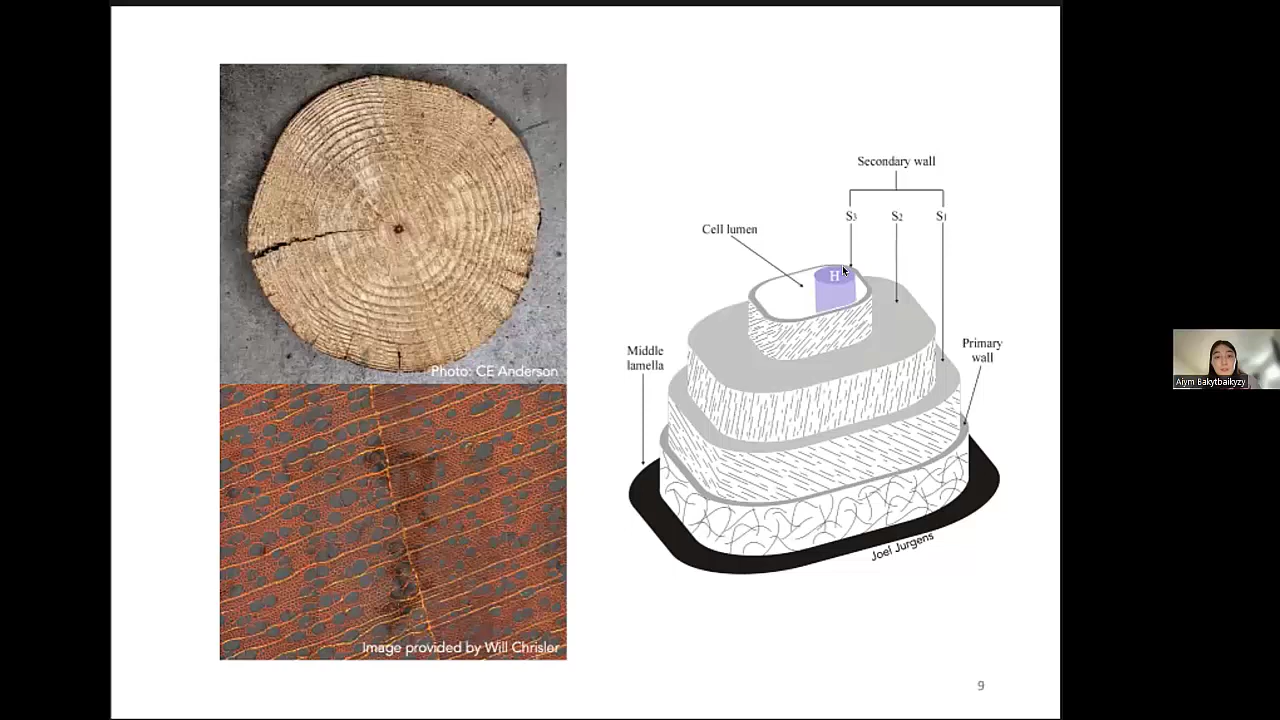 Photo: CE Anderson
Image provided by Will Chrisler
Secondary wall
S3
S2
S1
Cell lumen
H
Middle
lamella
Primary
wall
Joel Jurgens
9
Aiym Bakytbaikyzy